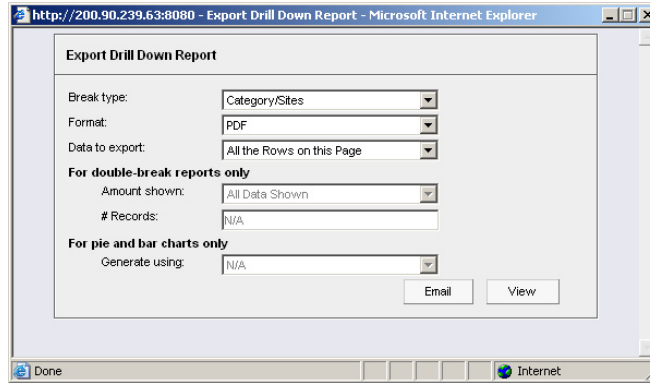 http://200.90.239.63:8080 - Export Drill Down Report - Microsoft Internet Explorer
Export Drill Down Report
Break type: Category/Sites
Format: PDF
Data to export: All the Rows on this Page
For double-break reports only
Amount shown: All Data Shown
# Records: N/A
For pie and bar charts only
Generate using: N/A
Email View
Done Internet